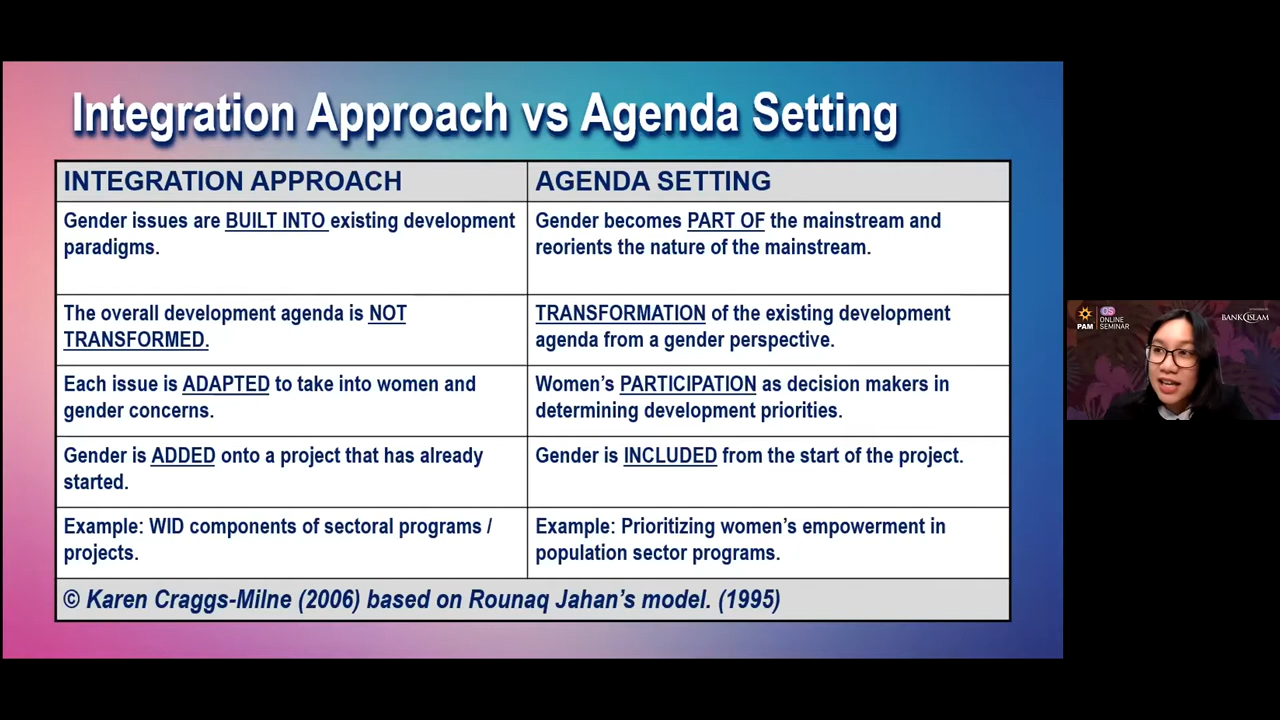 Integration Approach vs Agenda Setting
INTEGRATION APPROACH
AGENDA SETTING
Gender issues are BUILT INTO existing development
paradigms.
Gender becomes PART OF the mainstream and
reorients the nature of the mainstream.
The overall development agenda is NOT
TRANSFORMED.
TRANSFORMATION of the existing development
agenda from a gender perspective.
Each issue is ADAPTED to take into women and
gender concerns.
Women’s PARTICIPATION as decision makers in
determining development priorities.
Gender is ADDED onto a project that has already
started.
Gender is INCLUDED from the start of the project.
Example: WID components of sectoral programs /
projects.
Example: Prioritizing women’s empowerment in
population sector programs.
© Karen Craggs-Milne (2006) based on Rounaq Jahan’s model. (1995)
PAM
OS
ONLINE
SEMINAR
BANK ISLAM